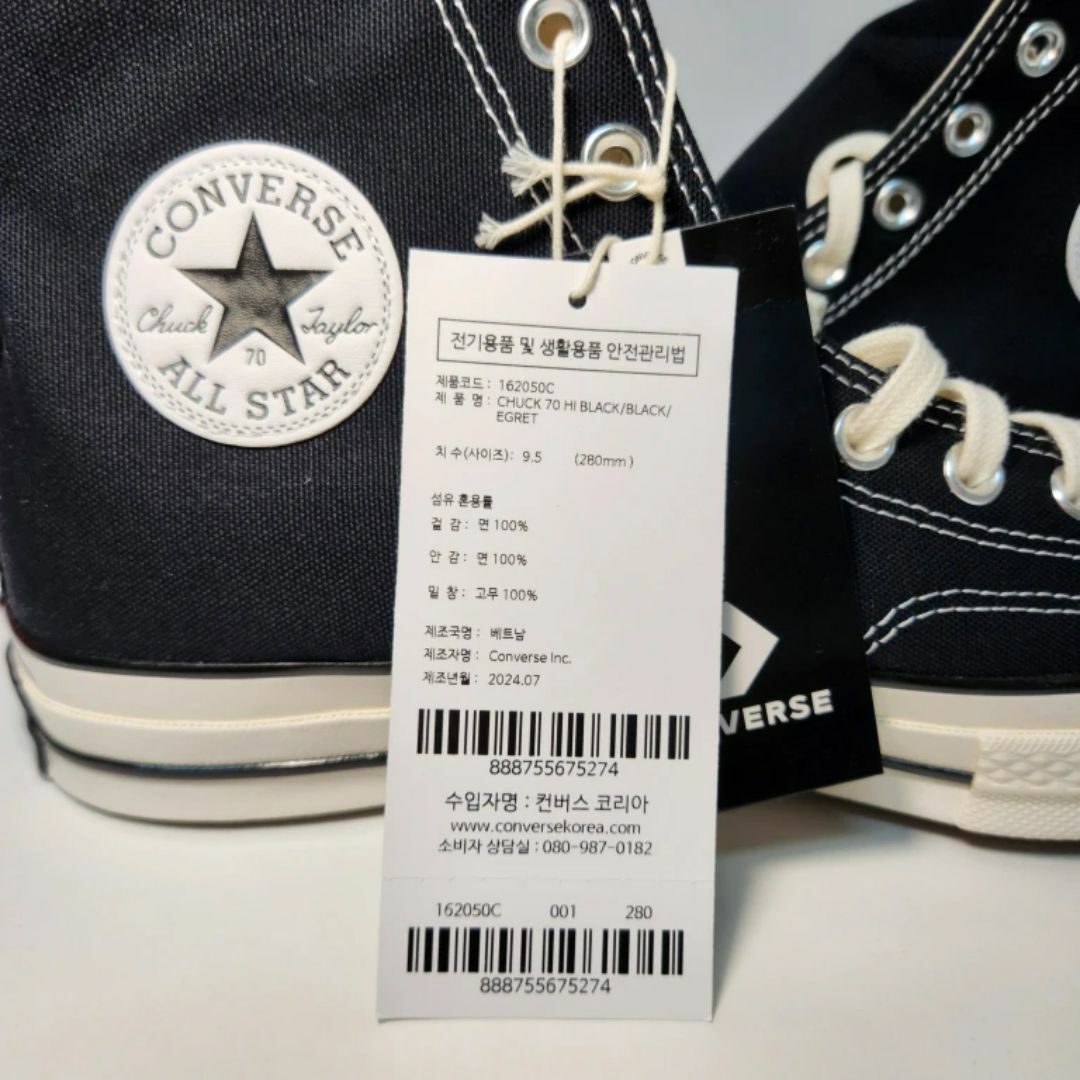 CONVERSE
Chuck Taylor
70
ALL STAR
CONVERSE
전기용품 및 생활용품 안전관리법
제품코드 : 162050C
제 품 명 : CHUCK 70 HI BLACK/BLACK/
EGRET
치 수(사이즈) : 9.5 (280mm)
섬유 혼용률
겉 감 : 면 100%
안 감 : 면 100%
밑 창 : 고무 100%
제조국명 : 베트남
제조자명 : Converse Inc.
제조년월 : 2024.07
888755675274
수입자명 : 컨버스 코리아
www.conversekorea.com
소비자 상담실 : 080-987-0182
162050C 001 280
888755675274
VERSE